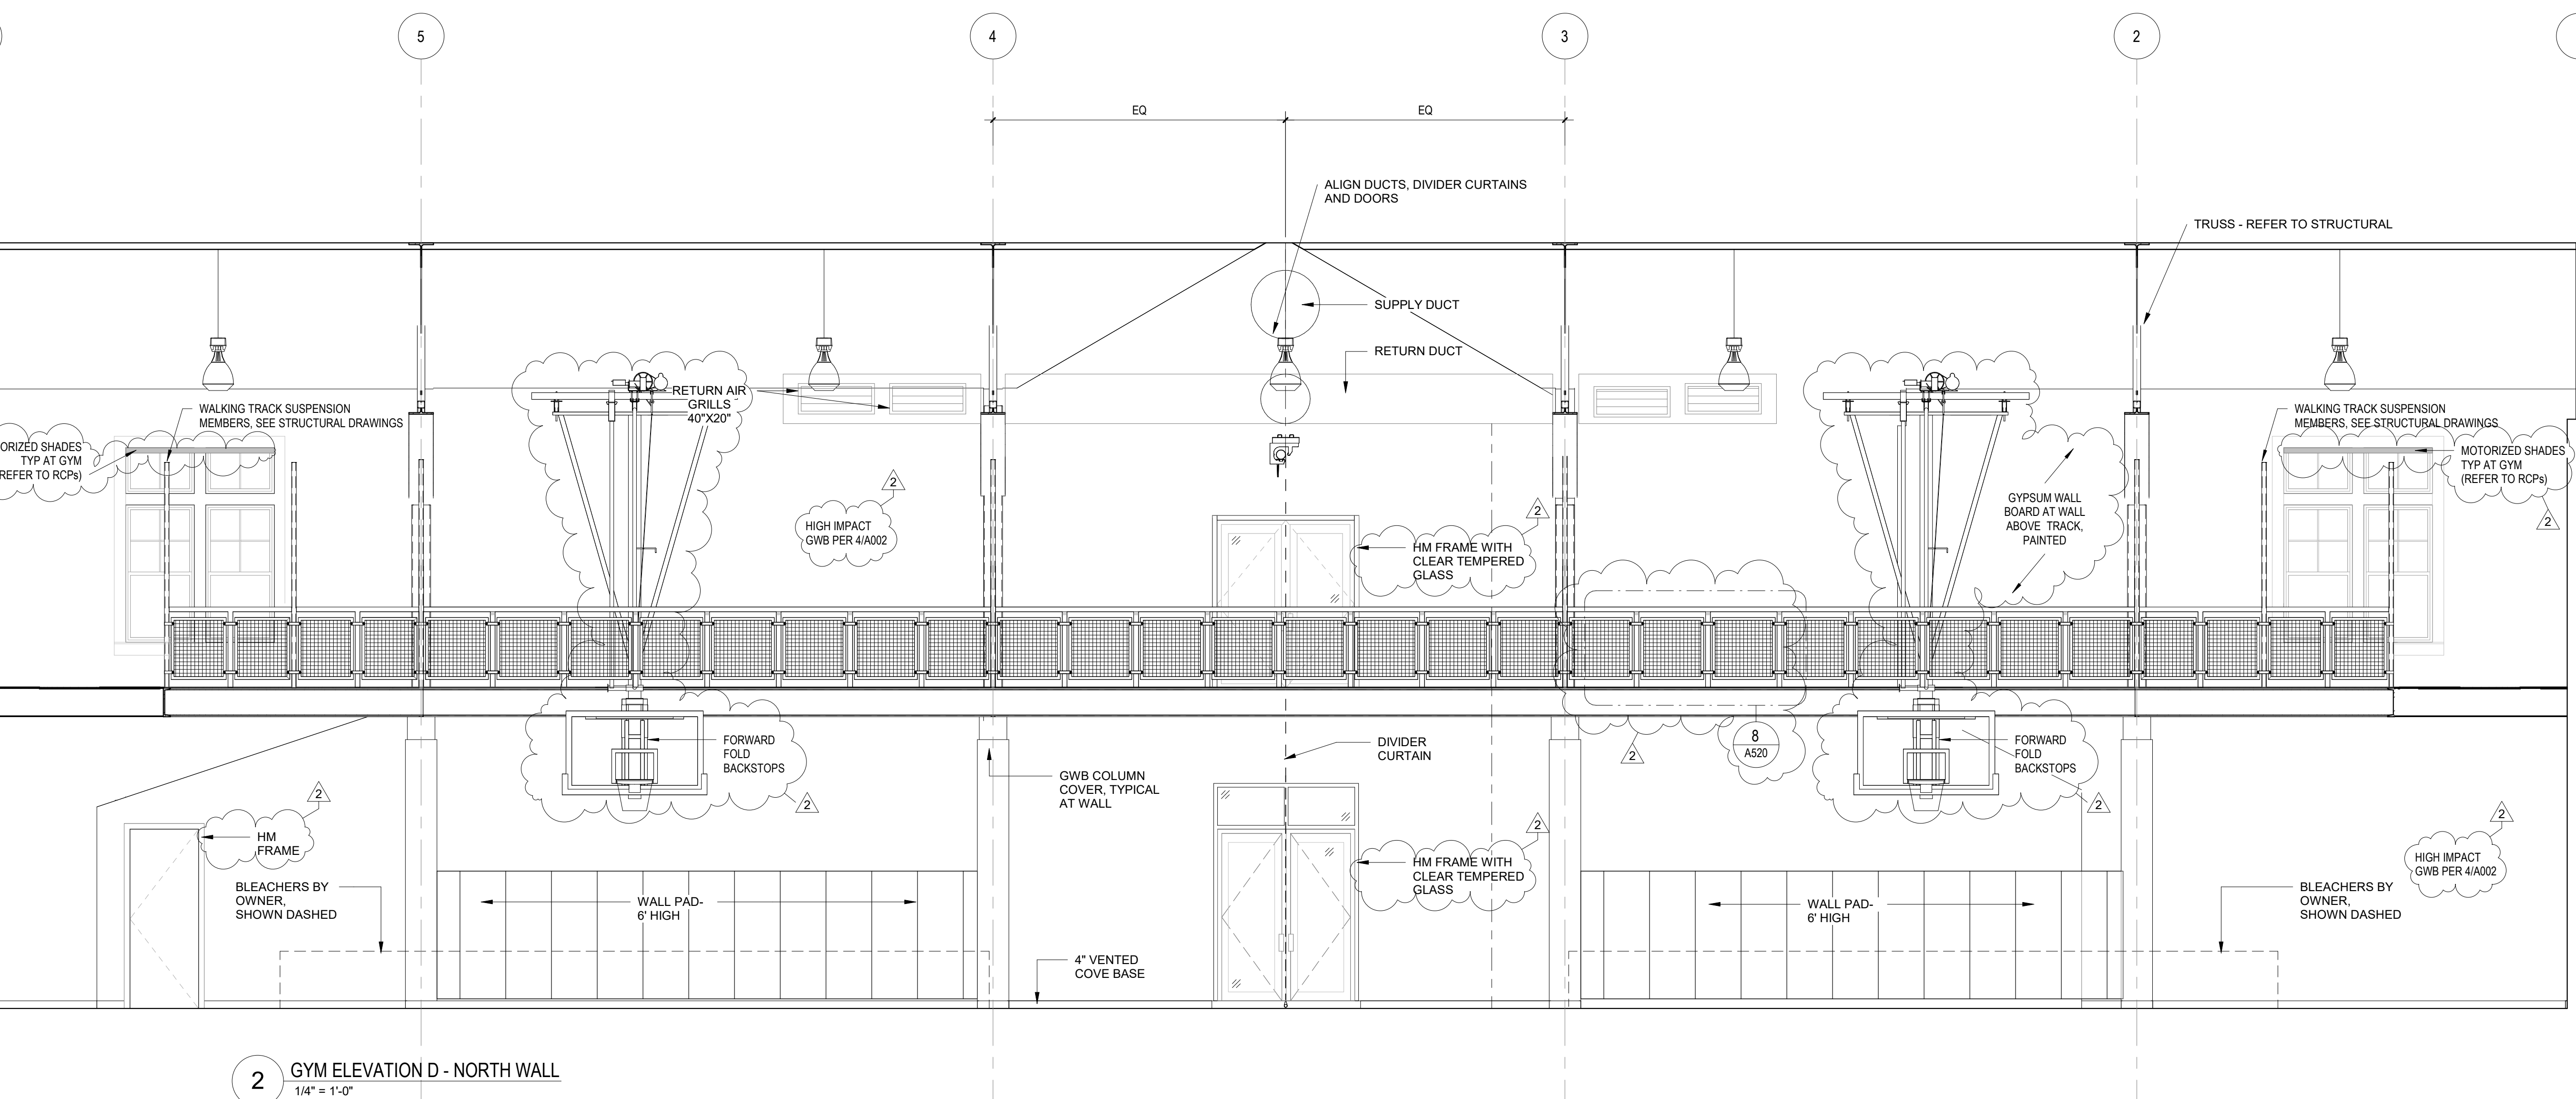 5
4
3
2
EQ
EQ
ALIGN DUCTS, DIVIDER CURTAINS
AND DOORS
TRUSS - REFER TO STRUCTURAL
SUPPLY DUCT
RETURN DUCT
RETURN AIR
GRILLS
40"X20"
WALKING TRACK SUSPENSION
MEMBERS, SEE STRUCTURAL DRAWINGS
WALKING TRACK SUSPENSION
MEMBERS, SEE STRUCTURAL DRAWINGS
ORIZED SHADES
TYP AT GYM
REFER TO RCPs)
MOTORIZED SHADES
TYP AT GYM
(REFER TO RCPs)
2
2
HIGH IMPACT
GWB PER 4/A002
2
HM FRAME WITH
CLEAR TEMPERED
GLASS
GYPSUM WALL
BOARD AT WALL
ABOVE TRACK,
PAINTED
FORWARD
FOLD
BACKSTOPS
2
DIVIDER
CURTAIN
2
8
A520
FORWARD
FOLD
BACKSTOPS
2
GWB COLUMN
COVER, TYPICAL
AT WALL
2
HM
FRAME
2
HM FRAME WITH
CLEAR TEMPERED
GLASS
2
HIGH IMPACT
GWB PER 4/A002
BLEACHERS BY
OWNER,
SHOWN DASHED
WALL PAD-
6' HIGH
WALL PAD-
6' HIGH
BLEACHERS BY
OWNER,
SHOWN DASHED
4" VENTED
COVE BASE
2
GYM ELEVATION D - NORTH WALL
1/4" = 1'-0"